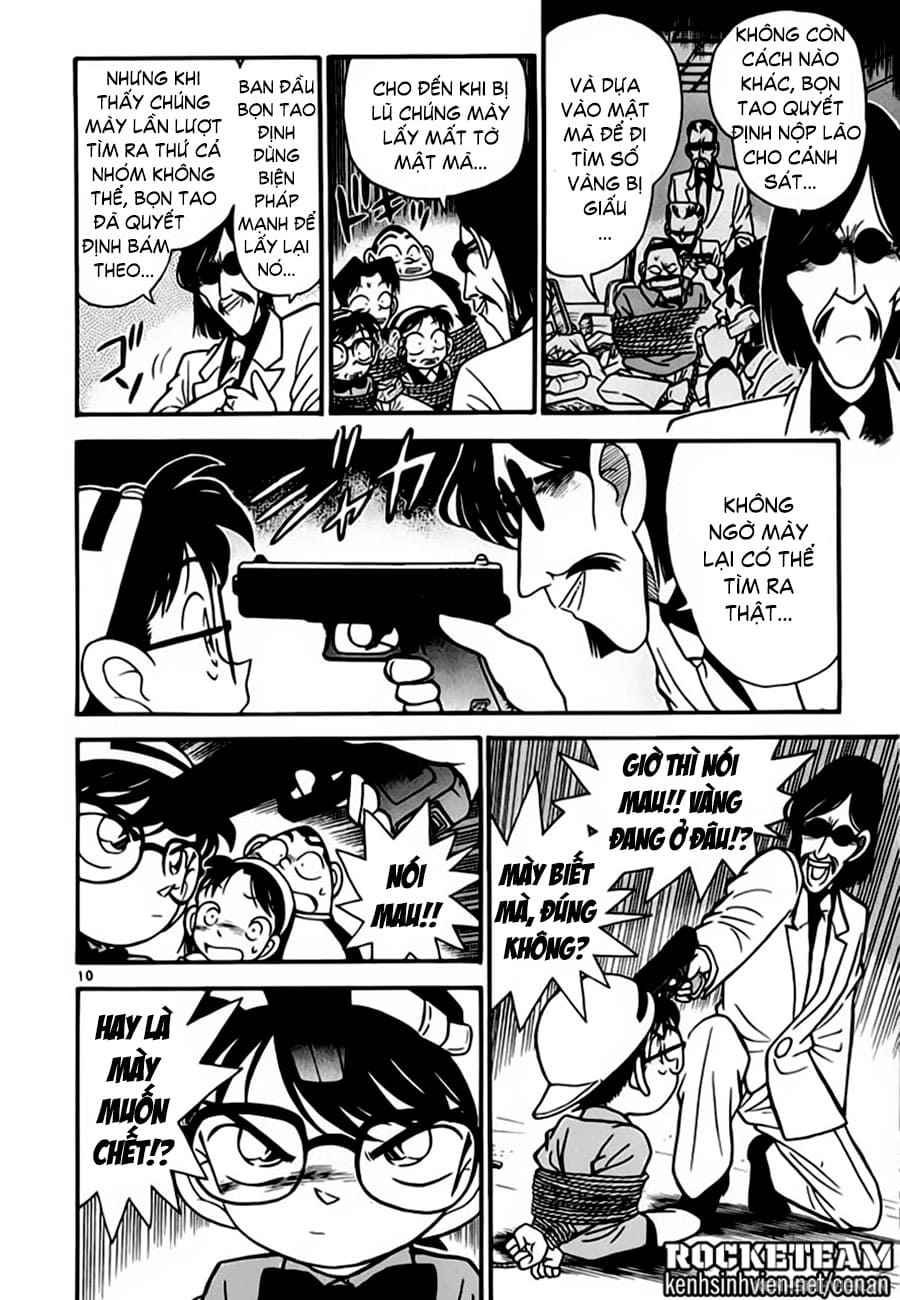 KHÔNG CÒN
CÁCH NÀO
KHÁC, BỌN
TAO QUYẾT
ĐỊNH NỘP LÃO
CHO CẢNH
SÁT...
VÀ DỰA
VÀO MẬT
MÃ ĐỂ ĐI
TÌM SỐ
VÀNG BỊ
GIẤU
...
CHO ĐẾN KHI BỊ
LŨ CHÚNG MÀY
LẤY MẤT TỜ
MẬT MÃ...
BAN ĐẦU
BỌN TAO
ĐỊNH
DÙNG
BIỆN
PHÁP
MẠNH ĐỂ
LẤY LẠI
NÓ...
NHƯNG KHI
THẤY CHÚNG
MÀY LẦN LƯỢT
TÌM RA THỨ CẢ
NHÓM KHÔNG
THỂ, BỌN TAO
ĐÃ QUYẾT
ĐỊNH BÁM
THEO...
KHÔNG
NGỜ MÀY
LẠI CÓ THỂ
TÌM RA
THẬT...
GIỜ THÌ NÓI
MAU!! VÀNG
ĐANG Ở ĐÂU!?
MÀY BIẾT
MÀ, ĐÚNG
KHÔNG?
NÓI
MAU!!
10
HAY LÀ
MÀY
MUỐN
CHẾT!?
ROCKETEAM
kenhsinhvien.net/conan